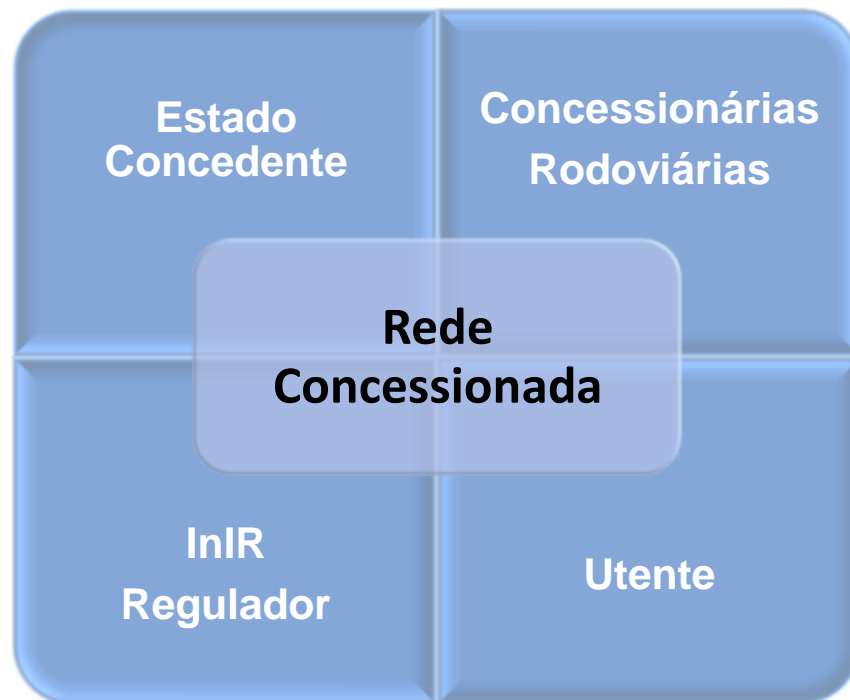 Estado
Concedente
Concessionárias
Rodoviárias
Rede
Concessionada
InIR
Regulador
Utente